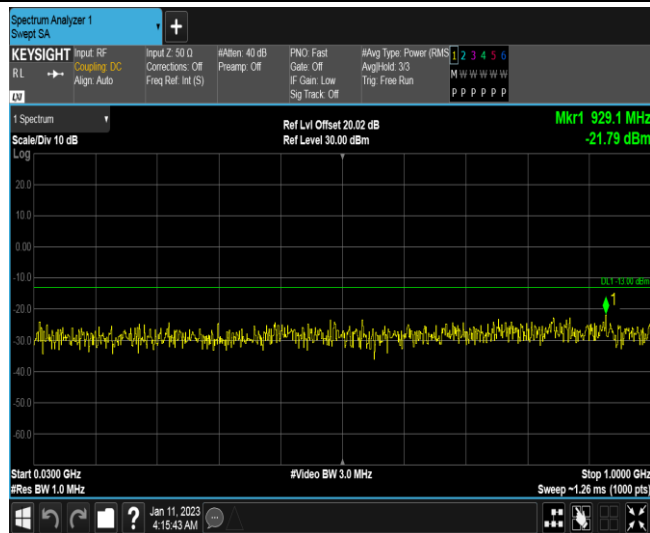 Spectrum Analyzer 1
Swept SA
KEYSIGHT
RL
Input: RF
Coupling: DC
Align: Auto
Input Z: 50 Ω
Corrections: Off
Freq Ref: Int (S)
#Atten: 40 dB
Preamp: Off
PNO: Fast
Gate: Off
IF Gain: Low
Sig Track: Off
#Avg Type: Power (RMS
Avg|Hold: 3/3
Trig: Free Run
1 2 3 4 5 6
M W W W W W
P P P P P P
LXI
1 Spectrum
Scale/Div 10 dB
Log
Ref Lvl Offset 20.02 dB
Ref Level 30.00 dBm
Mkr1 929.1 MHz
-21.79 dBm
20.0
10.0
0.00
-10.0
DL1 -13.00 dBm
1
-20.0
-30.0
-40.0
-50.0
-60.0
Start 0.0300 GHz
#Res BW 1.0 MHz
#Video BW 3.0 MHz
Stop 1.0000 GHz
Sweep ~1.26 ms (1000 pts)
?
Jan 11, 2023
4:15:43 AM